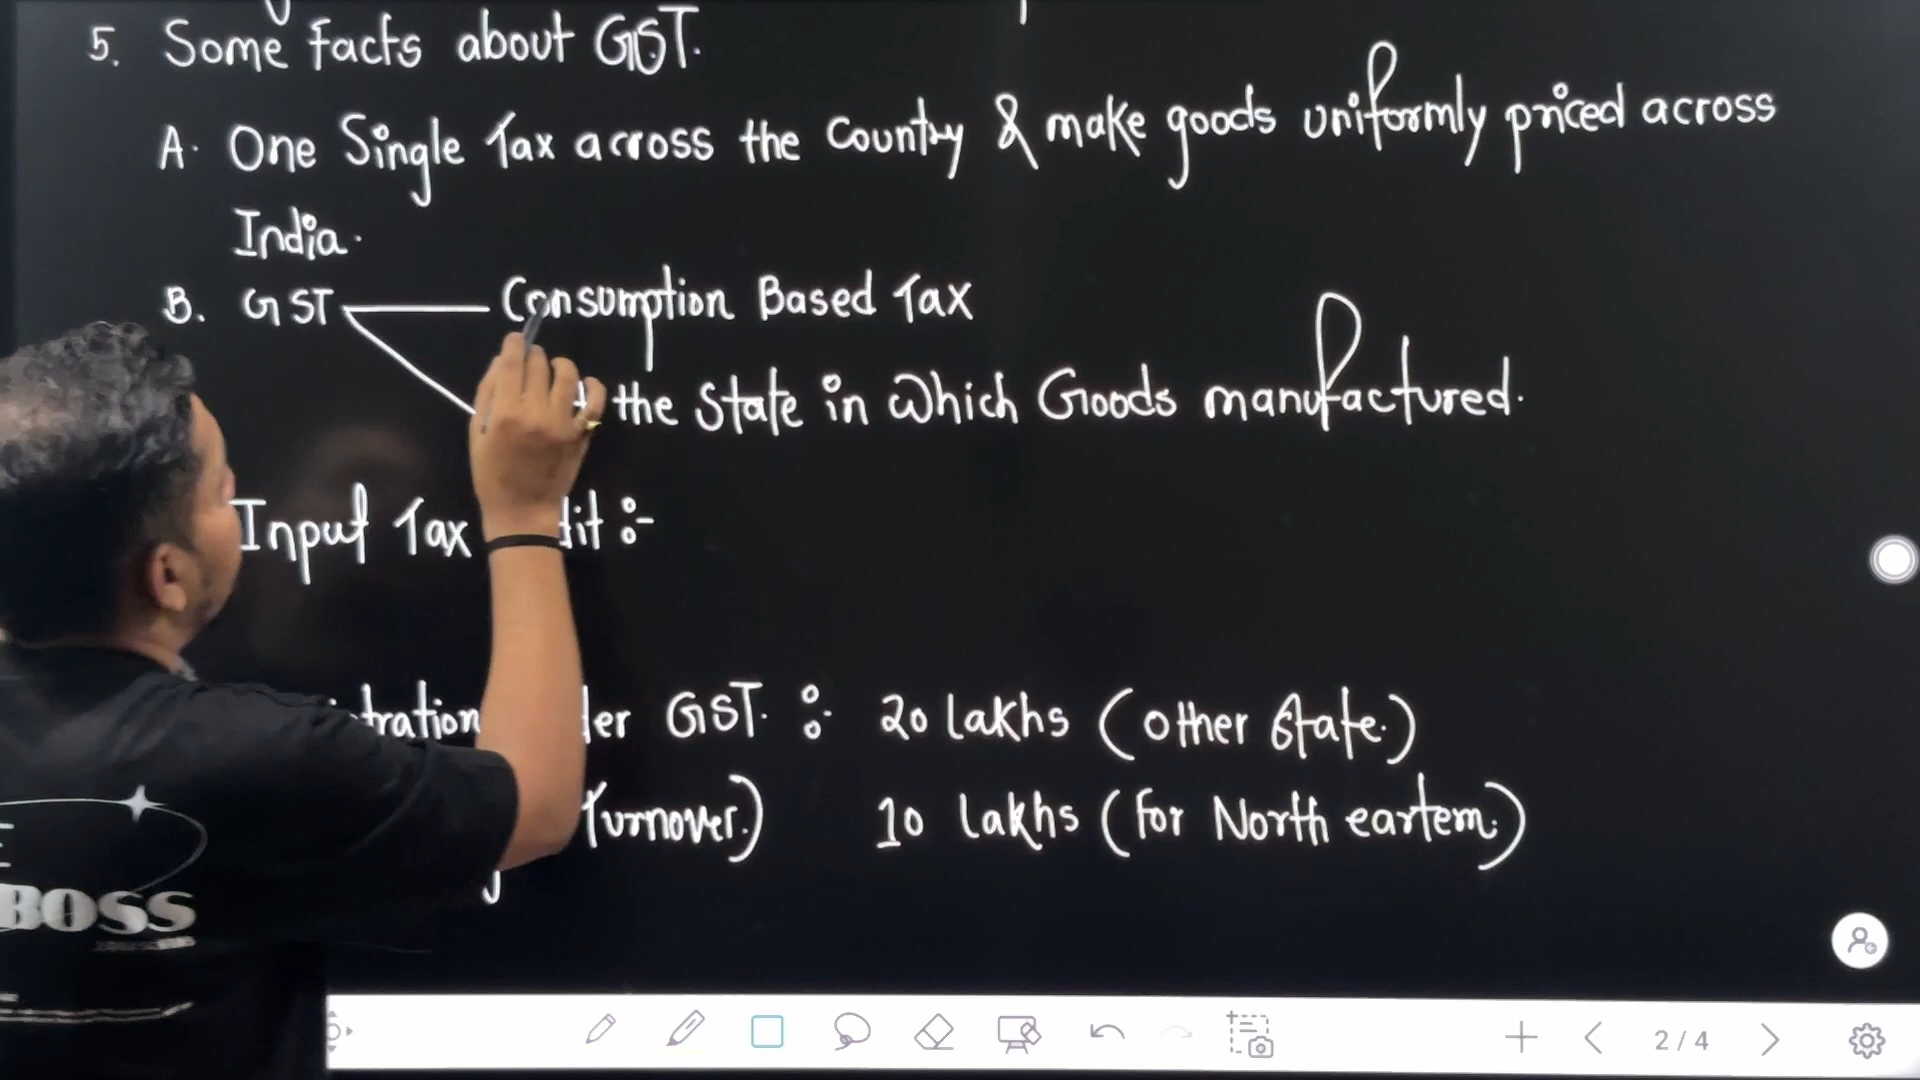 5. Some facts about GST.
A. One Single Tax across the Country & make goods uniformly priced across
India.
B. GST Consumption Based Tax
the State in which Goods manufactured.
Input Tax
GST. :- 20 Lakhs (Other State.)
Turnover.) 10 Lakhs (for North eartern.)
BOSS
2/4